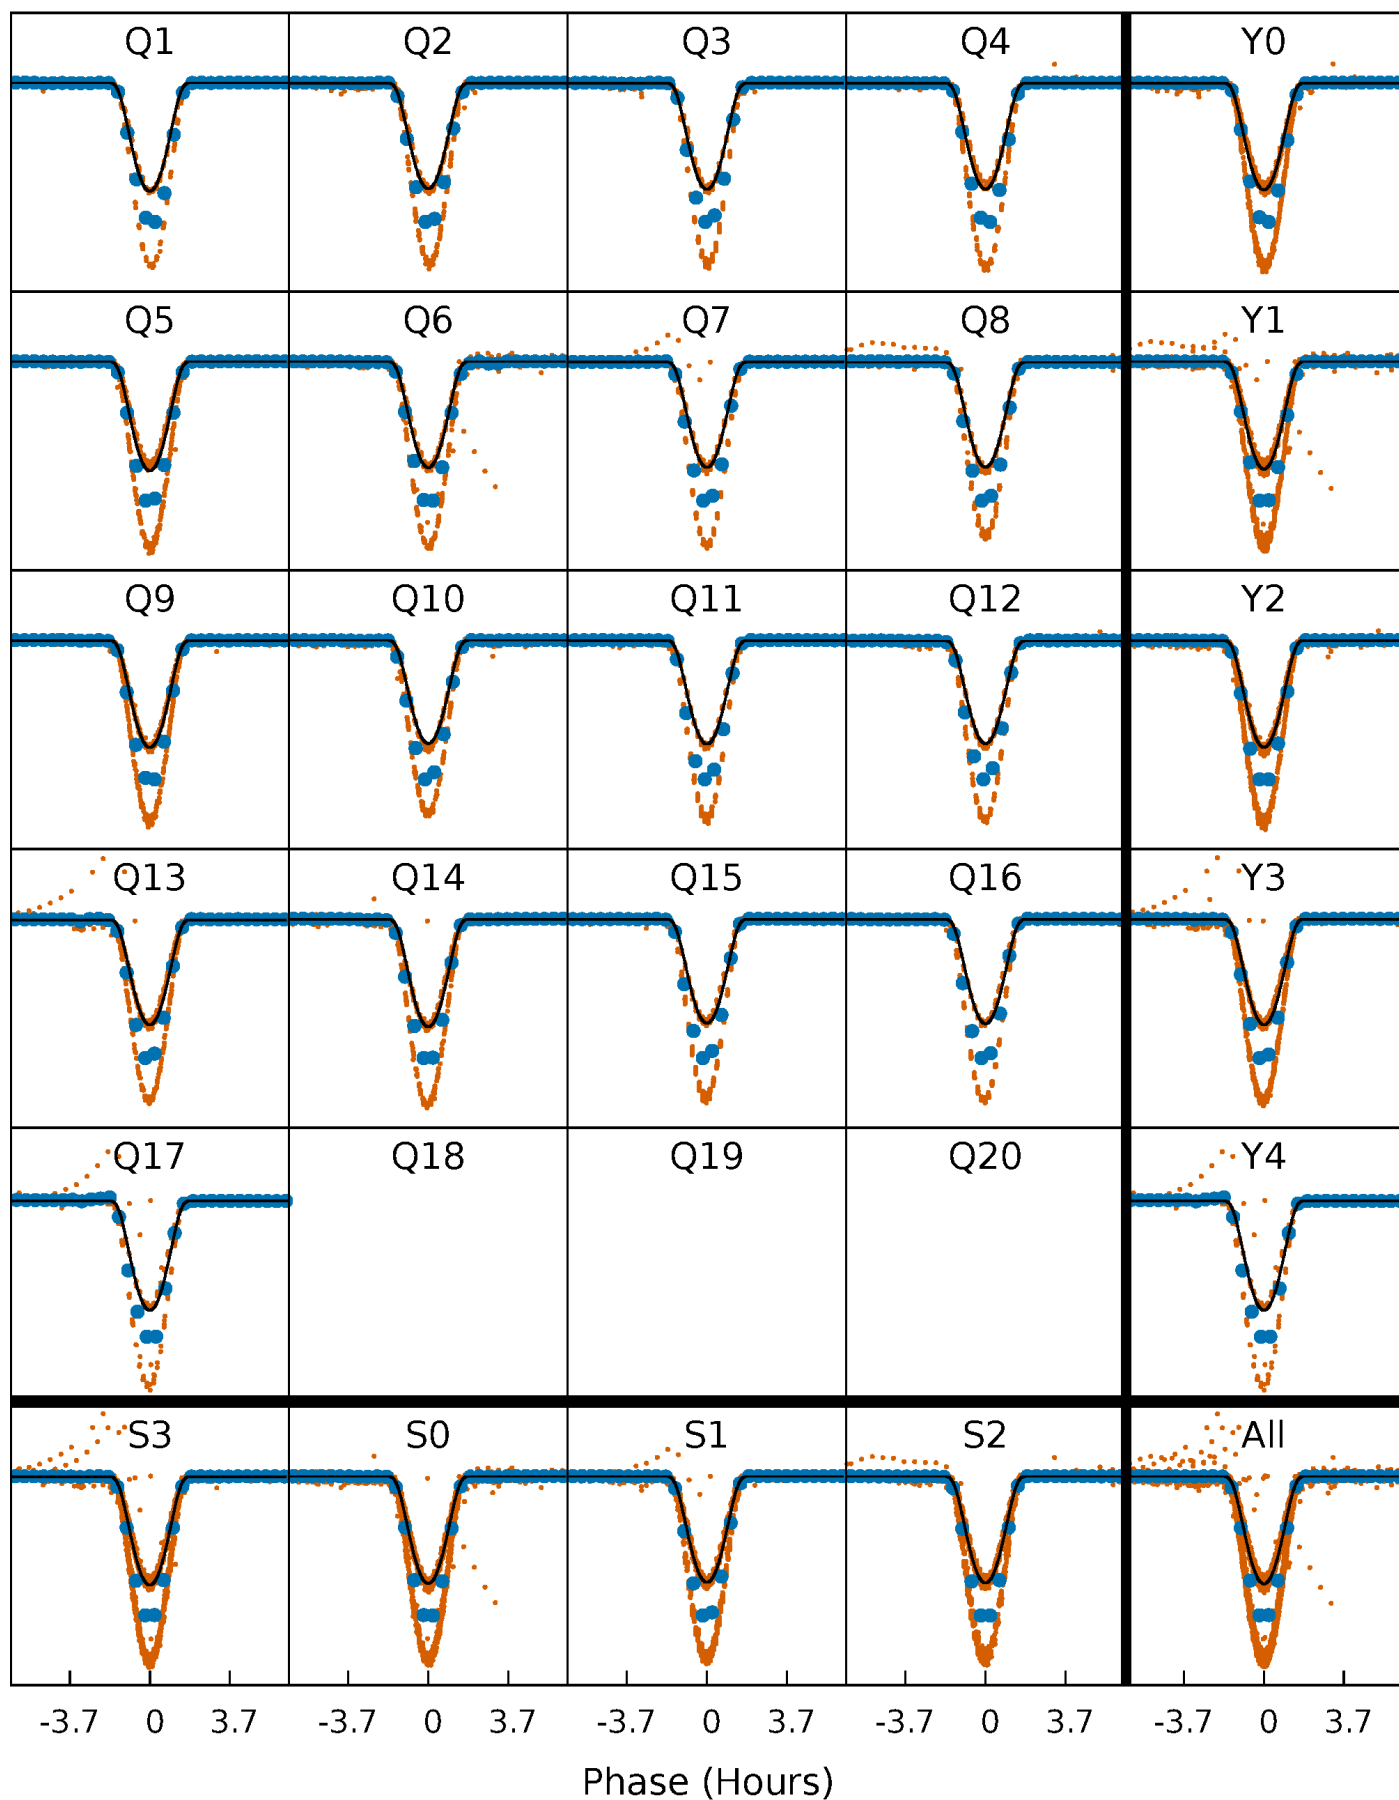 Q1 Q2 Q3 Q4 Y0
Q5 Q6 Q7 Q8 Y1
Q9 Q10 Q11 Q12 Y2
Q13 Q14 Q15 Q16 Y3
Q17 Q18 Q19 Q20 Y4
S3 S0 S1 S2 All
-3.7 0 3.7 -3.7 0 3.7 -3.7 0 3.7 -3.7 0 3.7 -3.7 0 3.7
Phase (Hours)